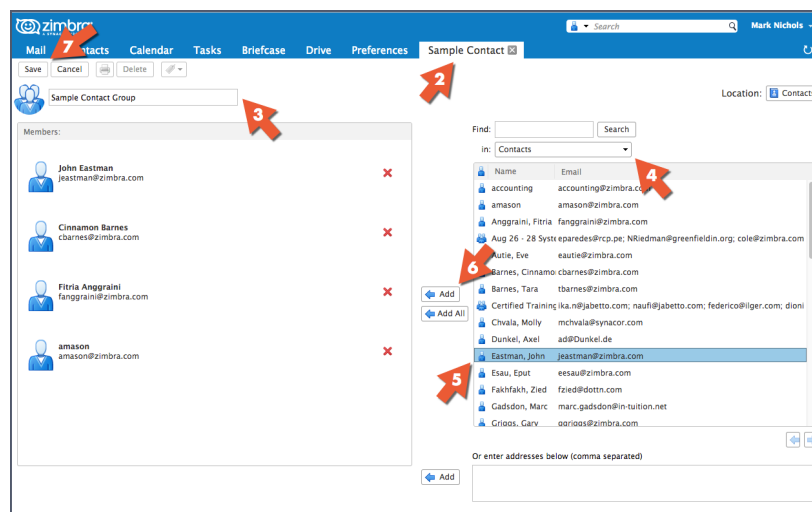 zimbra
A SYNACOR
Search
Mark Nichols
Mail
7
Calendar
Tasks
Briefcase
Drive
Preferences
Sample Contact
Save
Cancel
Delete
2
Sample Contact Group
3
Location:
Contacts
Members:
John Eastman
jeastman@zimbra.com
Cinnamon Barnes
cbarnes@zimbra.com
Fitria Anggraini
fanggraini@zimbra.com
amason
amason@zimbra.com
6
Add
Add All
5
Add
Find:
Search
in:
Contacts
4
Name Email
accounting accounting@zimbra.co
amason amason@zimbra.com
Anggraini, Fitria fanggraini@zimbra.com
Aug 26 - 28 Syste eparedes@rcp.pe; NRiedman@greenfieldin.org; cole@zimbra.com
Autie, Eve eautie@zimbra.com
Barnes, Cinnamo cbarnes@zimbra.com
Barnes, Tara tbarnes@zimbra.com
Certified Training ika.n@jabetto.com; naufi@jabetto.com; federico@ilger.com; dioni
Chvala, Molly mchvala@synacor.com
Dunkel, Axel ad@Dunkel.de
Eastman, John jeastman@zimbra.com
Esau, Eput eesau@zimbra.com
Fakhfakh, Zied fzied@dottn.com
Gadsdon, Marc marc.gadsdon@in-tuition.net
Griggs, Gary ggriggs@zimbra.com
Or enter addresses below (comma separated)